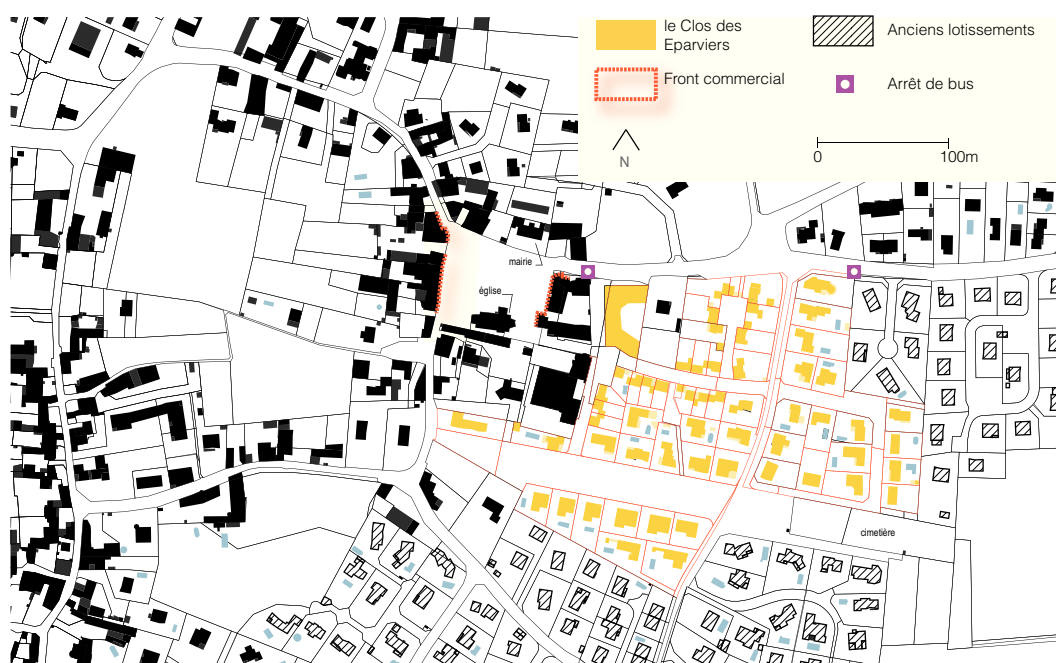 le Clos des
Eparviers
Anciens lotissements
Front commercial
Arrêt de bus
N
0
100m
mairie
église
cimetière